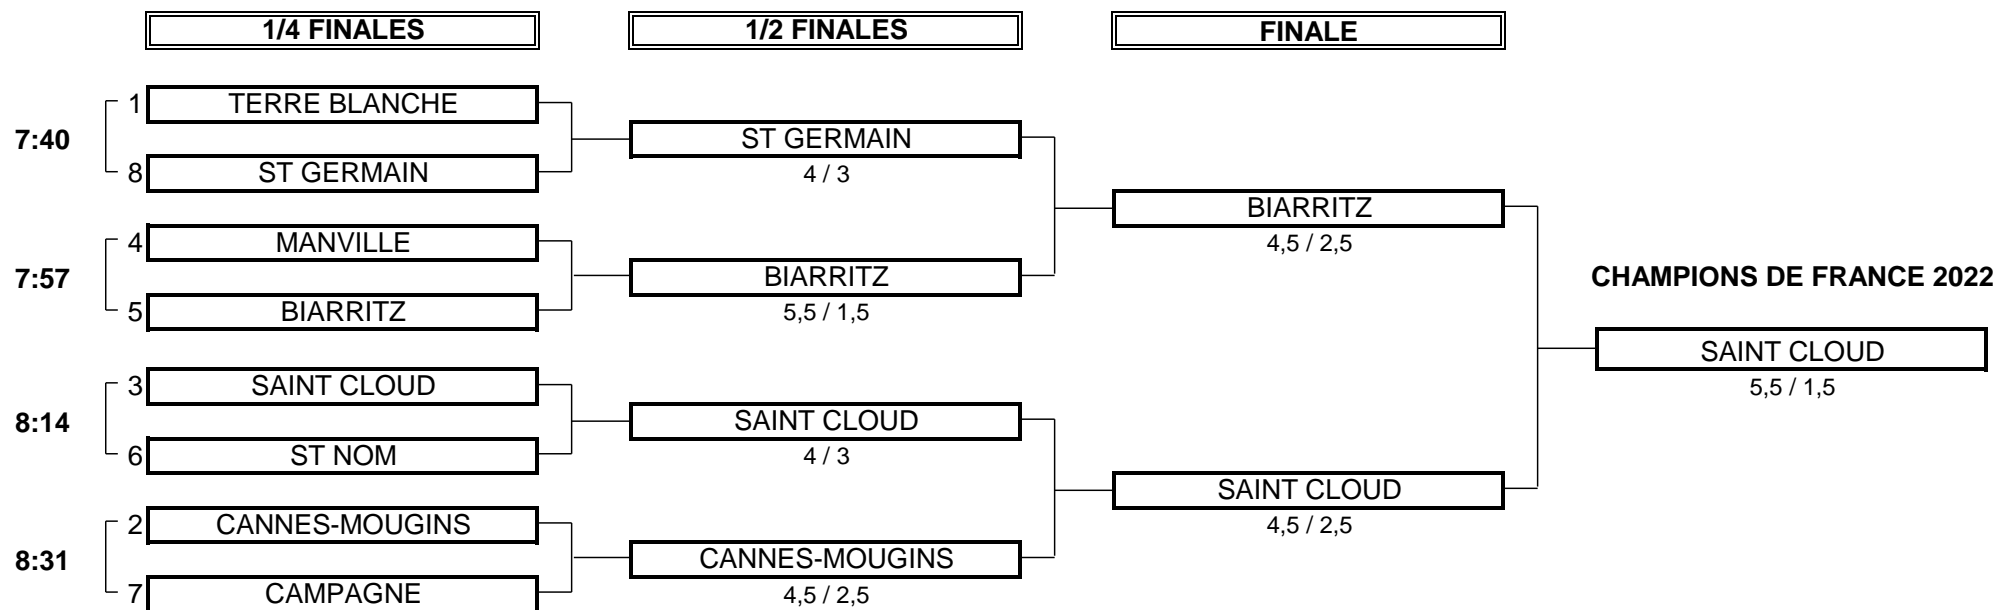 1/4 FINALES 1/2 FINALES FINALE
1 TERRE BLANCHE
7:40
8 ST GERMAIN
ST GERMAIN
4 / 3
4 MANVILLE
7:57
5 BIARRITZ
BIARRITZ
5,5 / 1,5
BIARRITZ
4,5 / 2,5
3 SAINT CLOUD
8:14
6 ST NOM
SAINT CLOUD
4 / 3
2 CANNES-MOUGINS
8:31
7 CAMPAGNE
CANNES-MOUGINS
4,5 / 2,5
SAINT CLOUD
4,5 / 2,5
CHAMPIONS DE FRANCE 2022
SAINT CLOUD
5,5 / 1,5